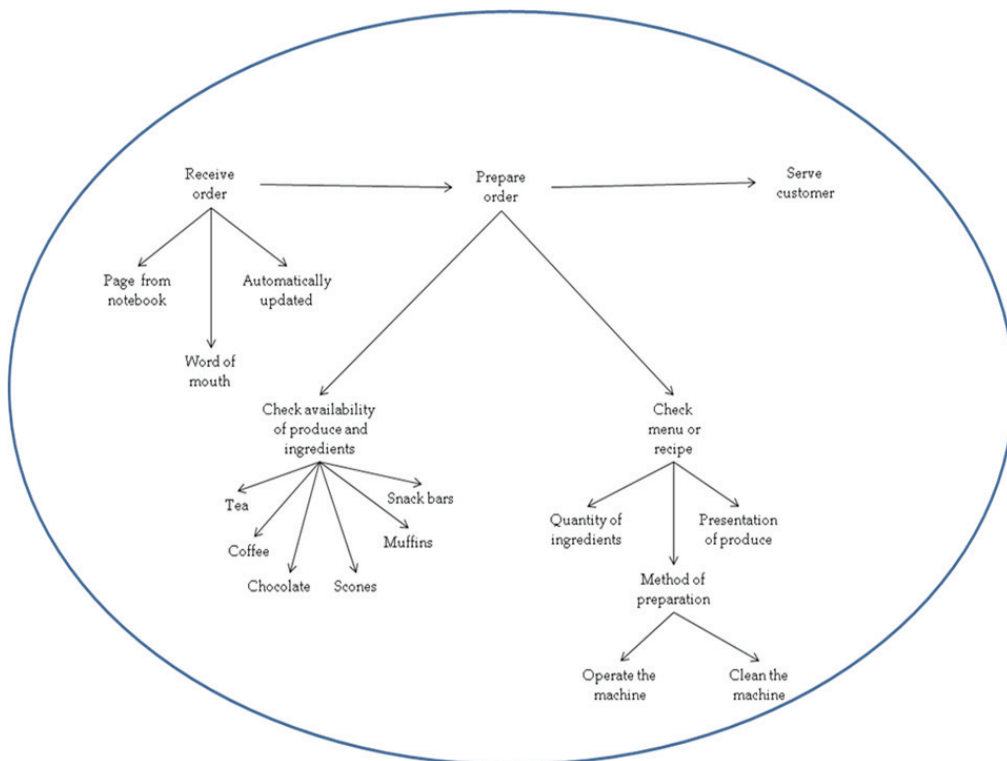 Receive
order
Prepare
order
Serve
customer
Page from
notebook
Automatically
updated
Word of
mouth
Check availability
of produce and
ingredients
Check
menu or
recipe
Tea
Coffee
Chocolate
Scones
Muffins
Snack bars
Quantity of
ingredients
Presentation
of produce
Method of
preparation
Operate the
machine
Clean the
machine